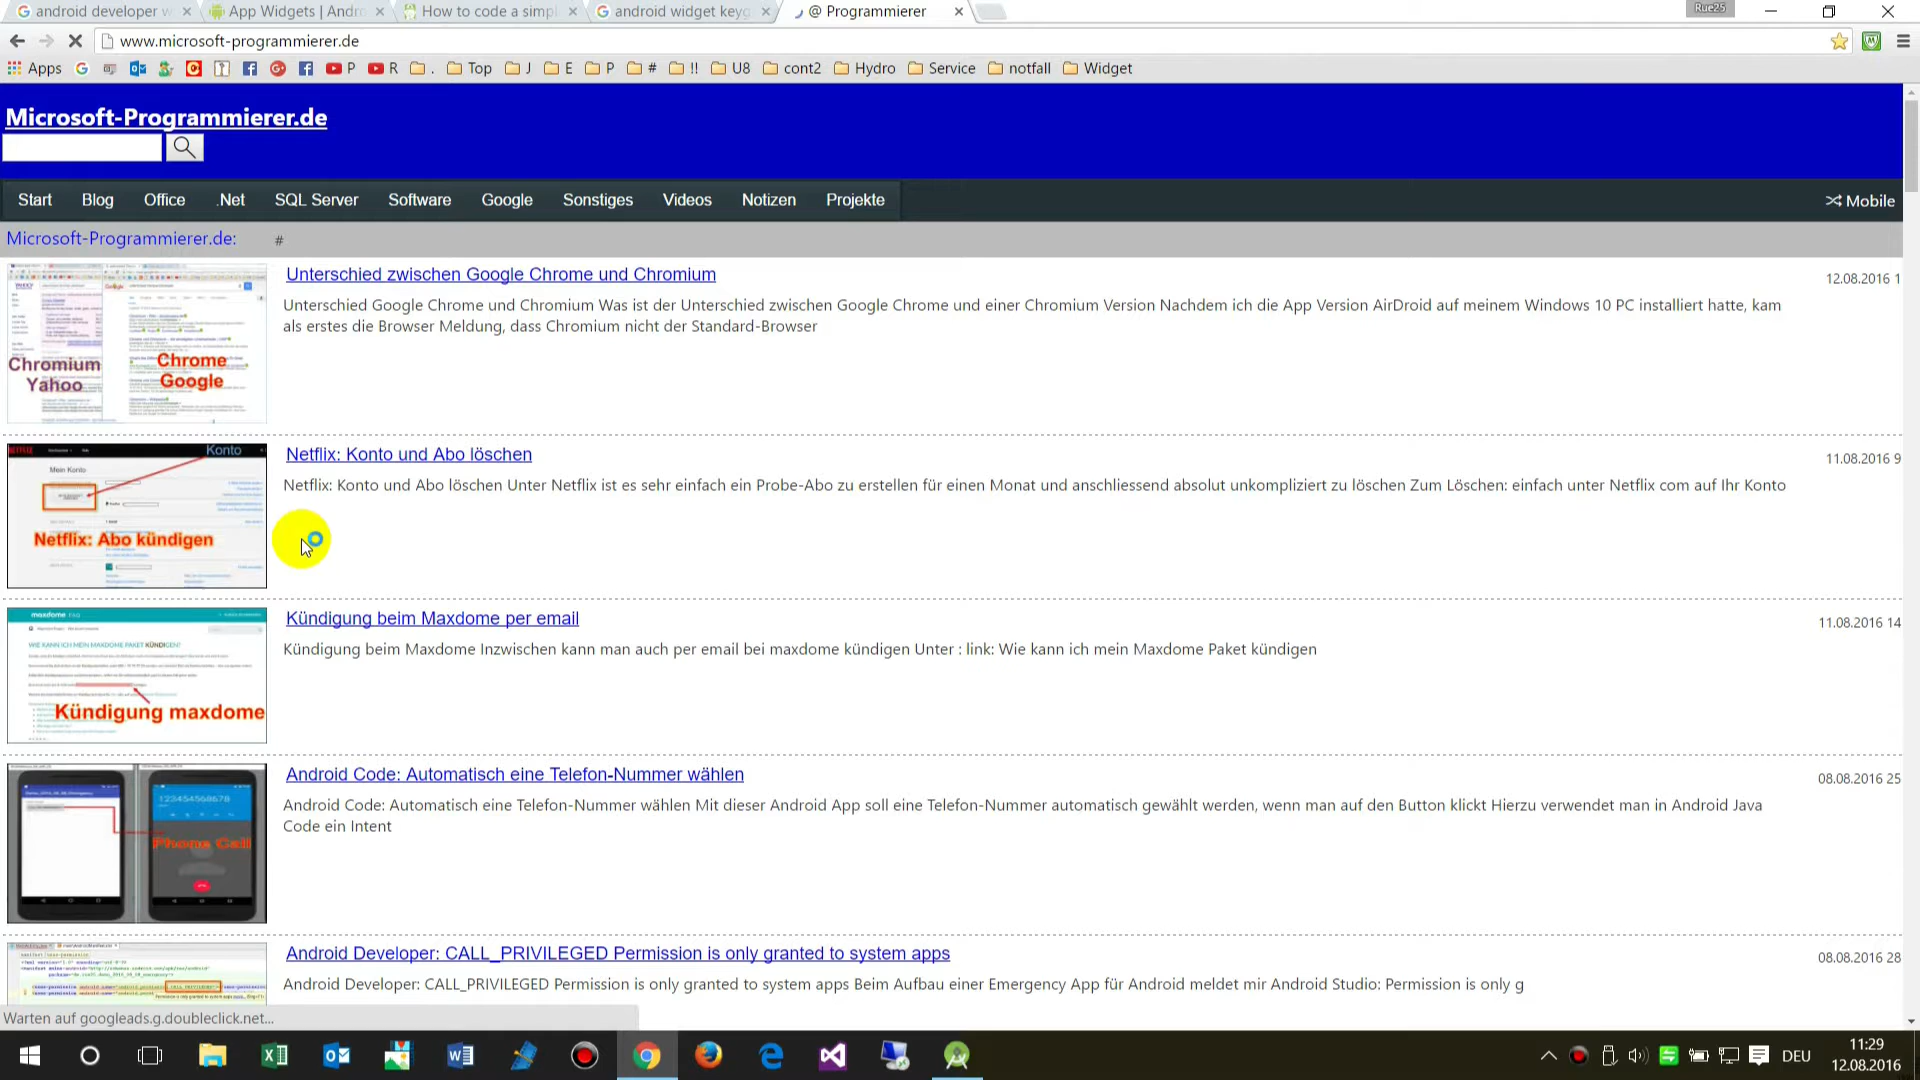 android developer w
App Widgets | Andro
How to code a simpl
android widget keyg
@ Programmierer
Rue25
www.microsoft-programmierer.de
Apps
P
R
.
Top
J
E
P
#
!!
U8
cont2
Hydro
Service
notfall
Widget
Microsoft-Programmierer.de
Start
Blog
Office
.Net
SQL Server
Software
Google
Sonstiges
Videos
Notizen
Projekte
Mobile
Microsoft-Programmierer.de:
#
Chromium
Yahoo
Chrome
Google
Unterschied zwischen Google Chrome und Chromium
12.08.2016 1
Unterschied Google Chrome und Chromium Was ist der Unterschied zwischen Google Chrome und einer Chromium Version Nachdem ich die App Version AirDroid auf meinem Windows 10 PC installiert hatte, kam
als erstes die Browser Meldung, dass Chromium nicht der Standard-Browser
Konto
Mein Konto
Netflix: Abo kündigen
Netflix: Konto und Abo löschen
11.08.2016 9
Netflix: Konto und Abo löschen Unter Netflix ist es sehr einfach ein Probe-Abo zu erstellen für einen Monat und anschliessend absolut unkompliziert zu löschen Zum Löschen: einfach unter Netflix com auf Ihr Konto
maxdome FAQ
WIE KANN ICH MEIN MAXDOME PAKET KÜNDIGEN?
Kündigung maxdome
Kündigung beim Maxdome per email
11.08.2016 14
Kündigung beim Maxdome Inzwischen kann man auch per email bei maxdome kündigen Unter : link: Wie kann ich mein Maxdome Paket kündigen
Phone Call
Android Code: Automatisch eine Telefon-Nummer wählen
08.08.2016 25
Android Code: Automatisch eine Telefon-Nummer wählen Mit dieser Android App soll eine Telefon-Nummer automatisch gewählt werden, wenn man auf den Button klickt Hierzu verwendet man in Android Java
Code ein Intent
Android Developer: CALL_PRIVILEGED Permission is only granted to system apps
08.08.2016 28
Android Developer: CALL_PRIVILEGED Permission is only granted to system apps Beim Aufbau einer Emergency App für Android meldet mir Android Studio: Permission is only g
Warten auf googleads.g.doubleclick.net...
DEU
11:29
12.08.2016